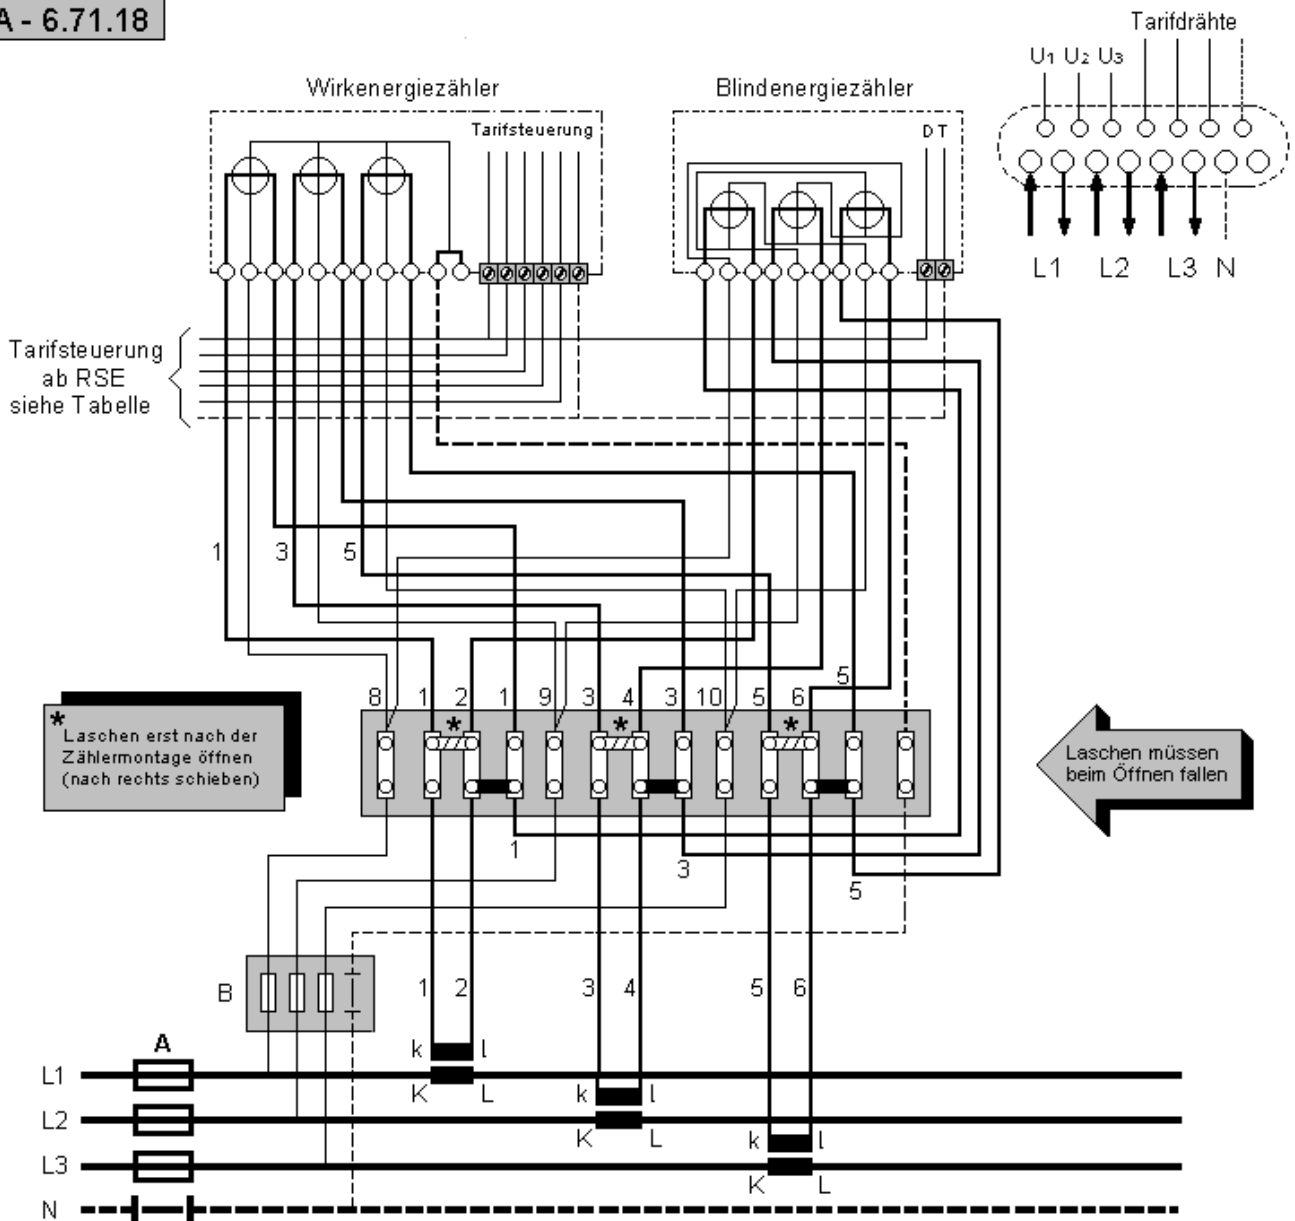 A - 6.71.18
Tarifdrähte
U1 U2 U3
Wirkenergiezähler
Blindenergiezähler
Tarifsteuerung
D T
L1 L2 L3 N
Tarifsteuerung
ab RSE
siehe Tabelle
1 3 5
5
8 1 2 1 9 3 4 3 10 5 6
* * *
*
Laschen erst nach der
Zählermontage öffnen
(nach rechts schieben)
Laschen müssen
beim Öffnen fallen
1
3
5
B
1 2 3 4 5 6
A
k l
L1
K L
k l
L2
K L
k l
L3
K L
N